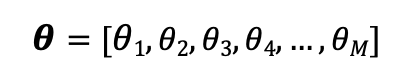 𝜽 = [𝜃₁, 𝜃₂, 𝜃₃, 𝜃₄, …, 𝜃_M]